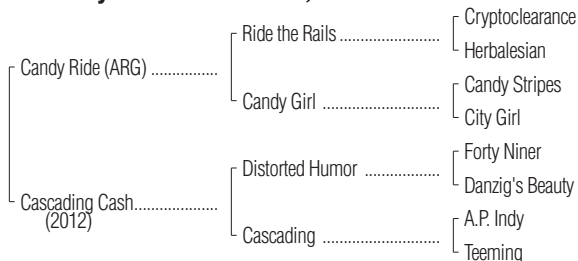 Cryptoclearance
Ride the Rails
Herbalesian
Candy Ride (ARG)
Candy Stripes
Candy Girl
City Girl
Forty Niner
Distorted Humor
Danzig's Beauty
Cascading Cash
(2012)
A.P. Indy
Cascading
Teeming